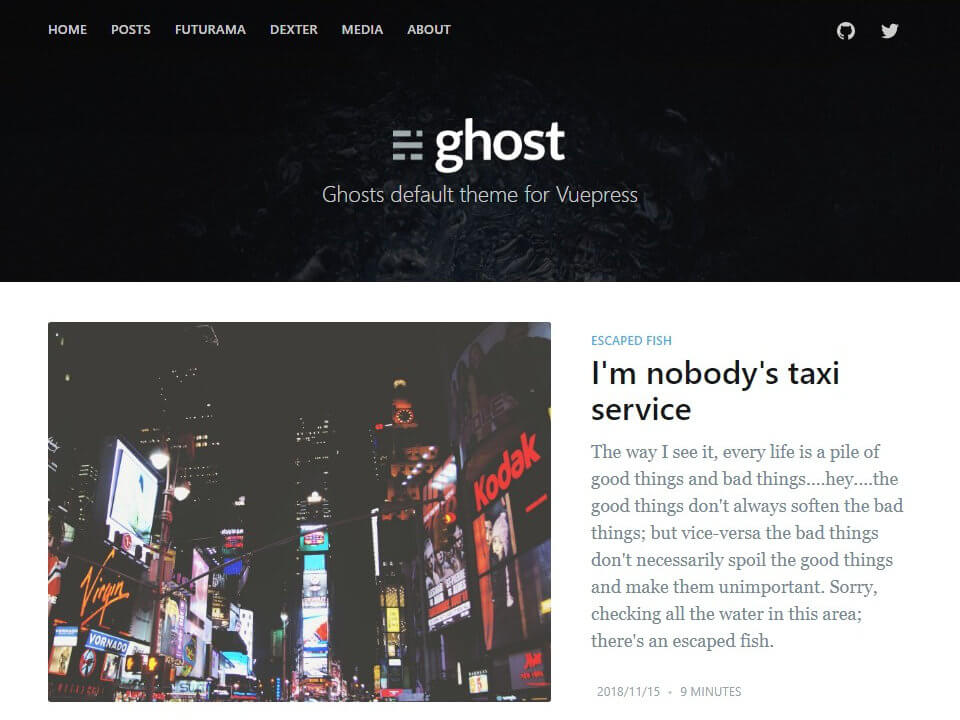 HOME POSTS FUTURAMA DEXTER MEDIA ABOUT
ghost
Ghosts default theme for Vuepress
ESCAPED FISH
I'm nobody's taxi
service
The way I see it, every life is a pile of
good things and bad things....hey....the
good things don't always soften the bad
things; but vice-versa the bad things
don't necessarily spoil the good things
and make them unimportant. Sorry,
checking all the water in this area;
there's an escaped fish.
2018/11/15 • 9 MINUTES
Kodak
Virgin
VORNADO